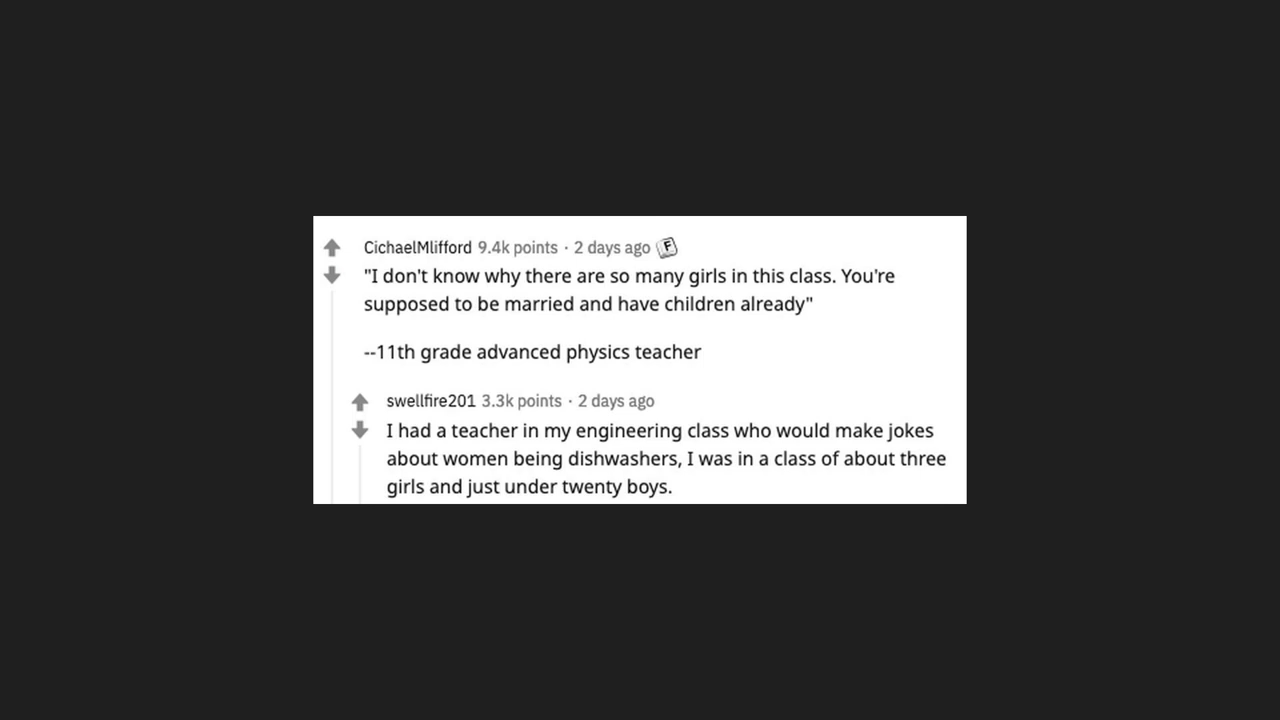 CichaelMlifford 9.4k points · 2 days ago F
"I don't know why there are so many girls in this class. You're
supposed to be married and have children already"
--11th grade advanced physics teacher
swellfire201 3.3k points · 2 days ago
I had a teacher in my engineering class who would make jokes
about women being dishwashers, I was in a class of about three
girls and just under twenty boys.